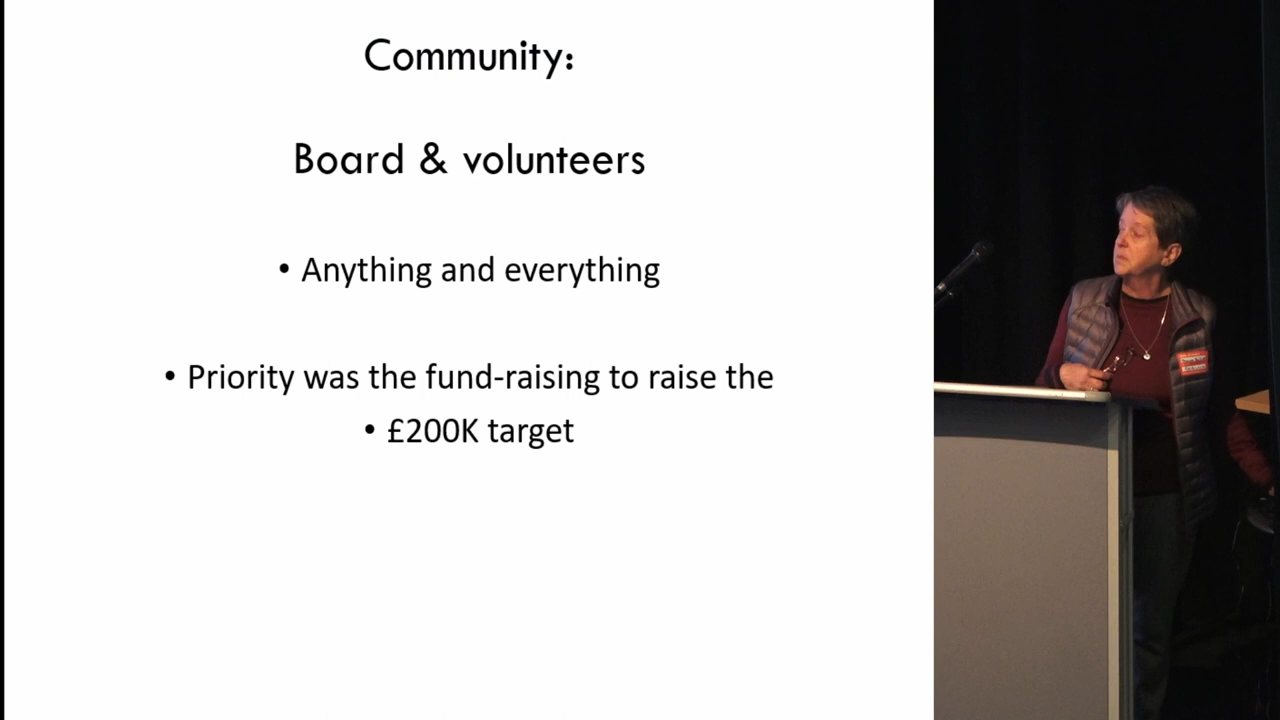 Community:
Board & volunteers
• Anything and everything
• Priority was the fund-raising to raise the
• £200K target